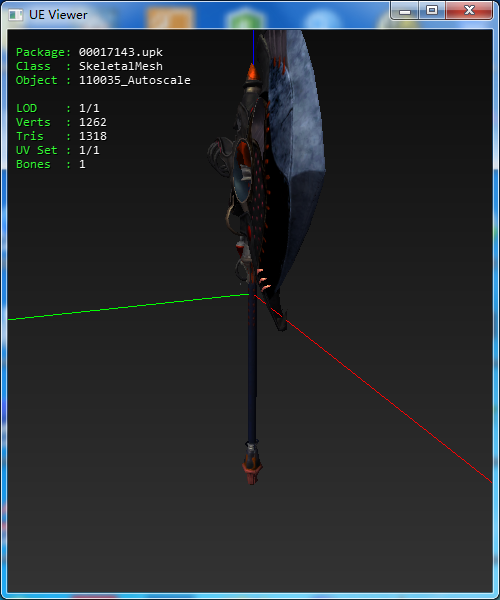 UE Viewer
Package: 00017143.upk
Class : SkeletalMesh
Object : 110035_Autoscale
LOD : 1/1
Verts : 1262
Tris : 1318
UV Set : 1/1
Bones : 1